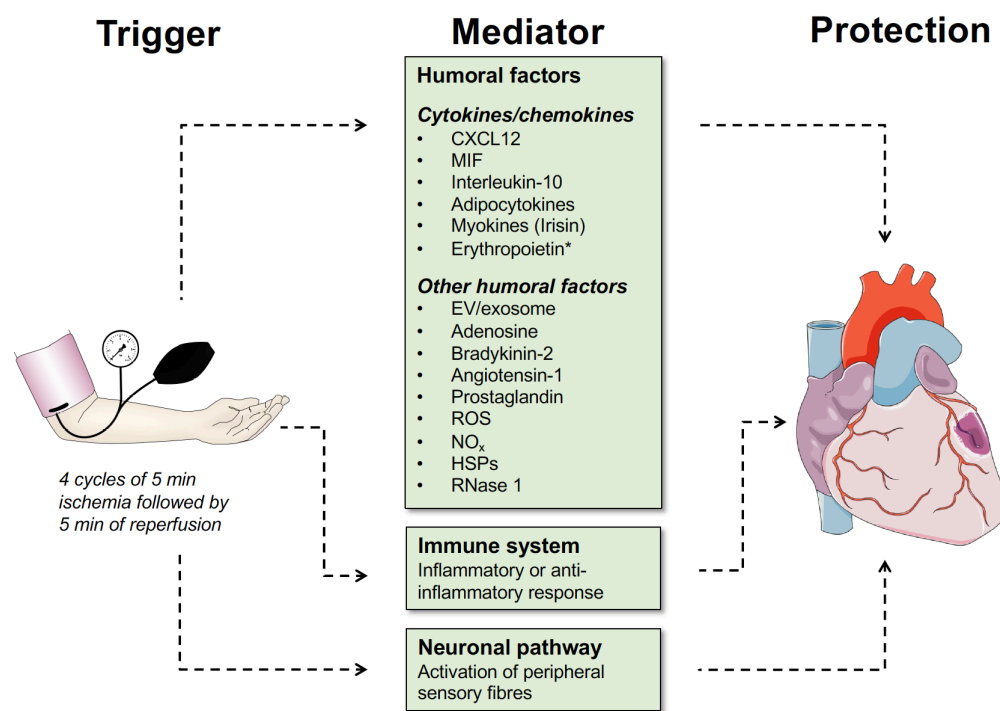 Trigger
Mediator
Protection
Humoral factors
Cytokines/chemokines
• CXCL12
• MIF
• Interleukin-10
• Adipocytokines
• Myokines (Irisin)
• Erythropoietin*
Other humoral factors
• EV/exosome
• Adenosine
• Bradykinin-2
• Angiotensin-1
• Prostaglandin
• ROS
• NOx
• HSPs
• RNase 1
4 cycles of 5 min
ischemia followed by
5 min of reperfusion
Immune system
Inflammatory or anti-
inflammatory response
Neuronal pathway
Activation of peripheral
sensory fibres